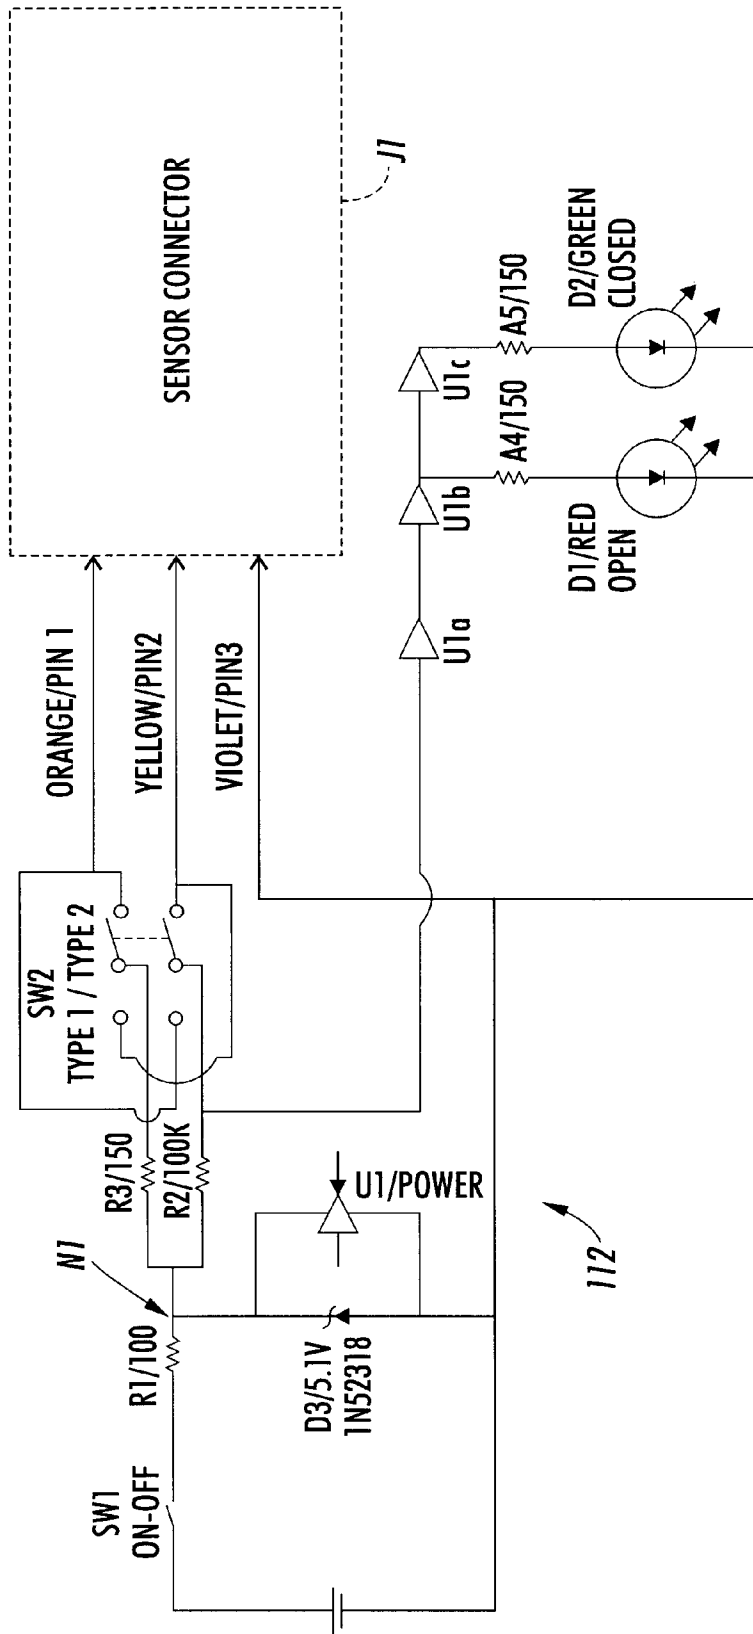 SENSOR CONNECTOR
J1
ORANGE/PIN 1
YELLOW/PIN2
VIOLET/PIN3
SW2
TYPE 1 / TYPE 2
R3/150
R2/100K
N1
R1/100
SW1
ON-OFF
D3/5.1V
1N52318
U1/POWER
112
U1a
U1b
U1c
A4/150
A5/150
D1/RED
OPEN
D2/GREEN
CLOSED